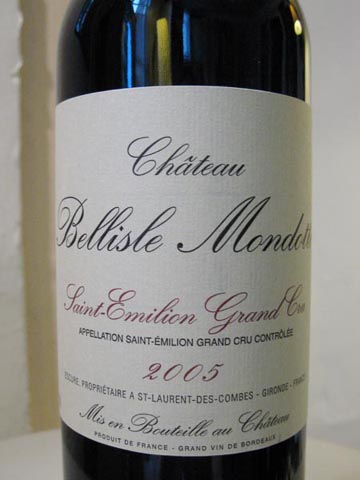 Château
Bellisle Mondott
Saint-Emilion Grand Cru
APPELLATION SAINT-ÉMILION GRAND CRU CONTRÔLÉE
2005
PROPRIÉTAIRE A ST-LAURENT-DES-COMBES - GIRONDE - FRANCE
Mis en Bouteille au Château
PRODUIT DE FRANCE - GRAND VIN DE BORDEAUX